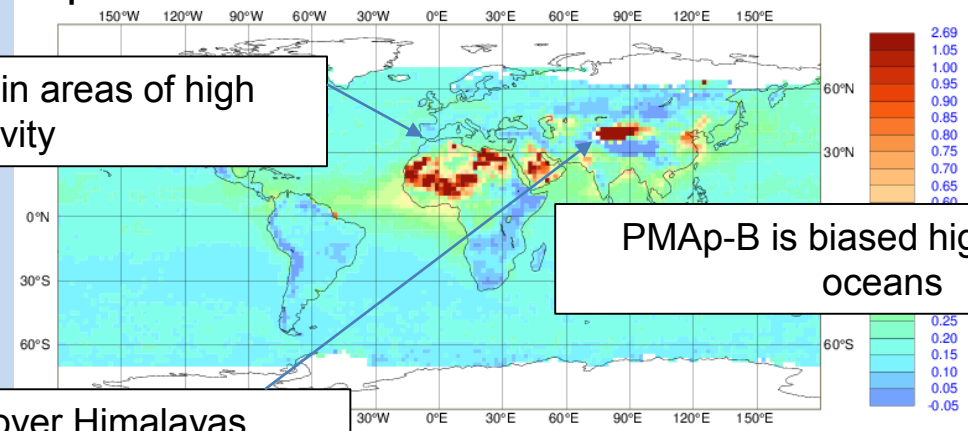 150°W 120°W 90°W 60°W 30°W 0°E 30°E 60°E 90°E 120°E 150°E
2.69
1.05
1.00
0.95
0.90
0.85
0.80
0.75
0.70
0.65
0.60
60°N
30°N
in areas of high
0°N
PMAp-B is biased
oceans
30°S
60°S
60°S
0.25
0.20
0.15
0.10
0.05
-0.05
over Himalayas
30°W 0°E 30°E 60°E 90°E 120°E 150°E